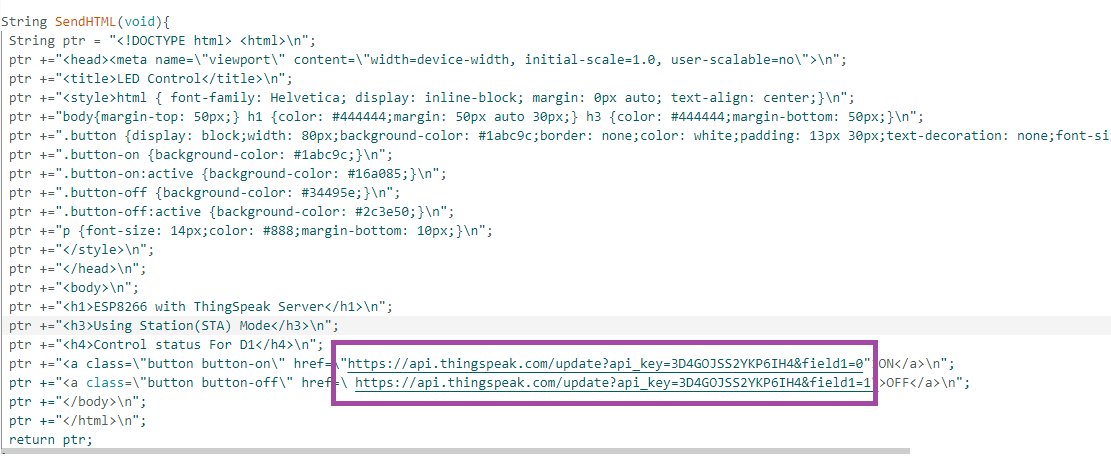 String SendHTML(void){
ptr = "<!DOCTYPE html> <html>\n";
ptr +="<head><meta name=\"viewport\" content=\"width=device-width, initial-scale=1.0, user-scalable=no\">\n";
ptr +="<title>LED Control</title>\n";
ptr +="<style>html { font-family: Helvetica; display: inline-block; margin: 0px auto; text-align: center;}\n";
ptr +="body{margin-top: 50px;} h1 {color: #444444;margin: 50px auto 30px;} h3 {color: #444444;margin-bottom: 50px;}\n";
ptr +=".button {display: block;width: 80px;background-color: #1abc9c;border: none;color: white;padding: 13px 30px;text-decoration: none;font-si
ptr +=".button-on {background-color: #1abc9c;}\n";
ptr +=".button-on:active {background-color: #16a085;}\n";
ptr +=".button-off {background-color: #34495e;}\n";
ptr +=".button-off:active {background-color: #2c3e50;}\n";
ptr +="p {font-size: 14px;color: #888;margin-bottom: 10px;}\n";
ptr +="</style>\n";
ptr +="</head>\n";
ptr +="<body>\n";
ptr +="<h1>ESP8266 with ThingSpeak Server</h1>\n";
ptr +="<h3>Using Station(STA) Mode</h3>\n";
ptr +="<h4>Control status For D1</h4>\n";
ptr +="<a class=\"button button-on\" href=\"https://api.thingspeak.com/update?api_key=3D4GOJSS2YKP6IH4&field1=0">ON</a>\n";
ptr +="<a class=\"button button-off\" href=\ https://api.thingspeak.com/update?api_key=3D4GOJSS2YKP6IH4&field1=1">OFF</a>\n";
ptr +="</body>\n";
ptr +="</html>\n";
return ptr;